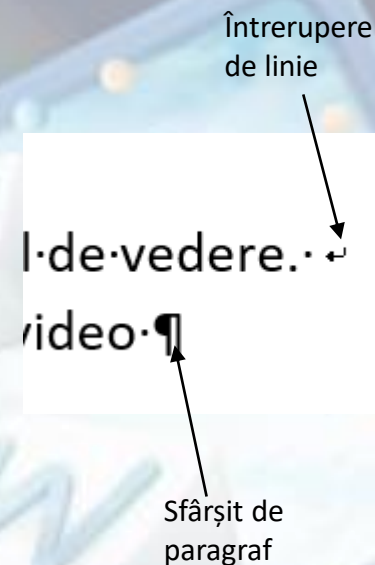 Întrerupere
de linie
l·de·vedere.· ↵
video·¶
Sfârșit de
paragraf